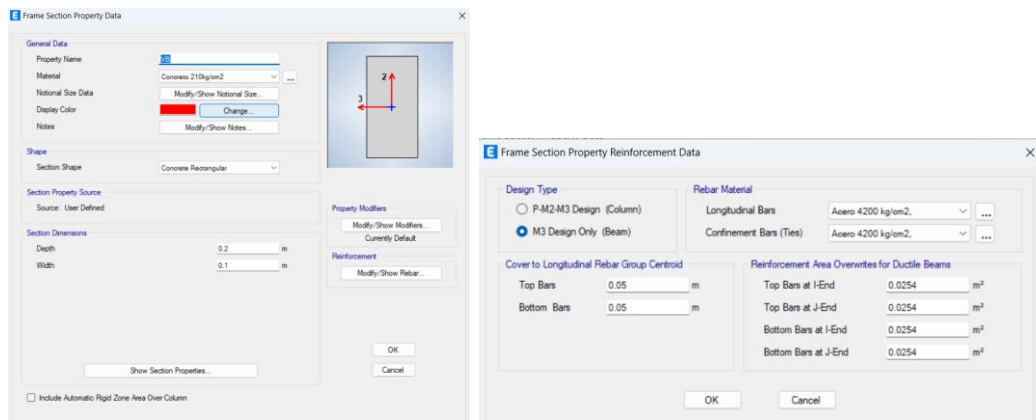 Frame Section Property Data
General Data
Property Name VB
Material Concreto 210kg/cm2 ...
Notional Size Data Modify/Show Notional Size...
Display Color Change...
Notes Modify/Show Notes...
Shape
Section Shape Concrete Rectangular
Section Property Source
Source: User Defined
Section Dimensions
Depth 0.2 m
Width 0.1 m
Show Section Properties...
Include Automatic Rigid Zone Area Over Column
2
3
Property Modifiers
Modify/Show Modifiers...
Currently Default
Reinforcement
Modify/Show Rebar...
OK
Cancel
Frame Section Property Reinforcement Data
Design Type
P-M2-M3 Design (Column)
M3 Design Only (Beam)
Rebar Material
Longitudinal Bars Acero 4200 kg/cm2, ...
Confinement Bars (Ties) Acero 4200 kg/cm2, ...
Cover to Longitudinal Rebar Group Centroid
Top Bars 0.05 m
Bottom Bars 0.05 m
Reinforcement Area Overwrites for Ductile Beams
Top Bars at I-End 0.0254 m²
Top Bars at J-End 0.0254 m²
Bottom Bars at I-End 0.0254 m²
Bottom Bars at J-End 0.0254 m²
OK Cancel